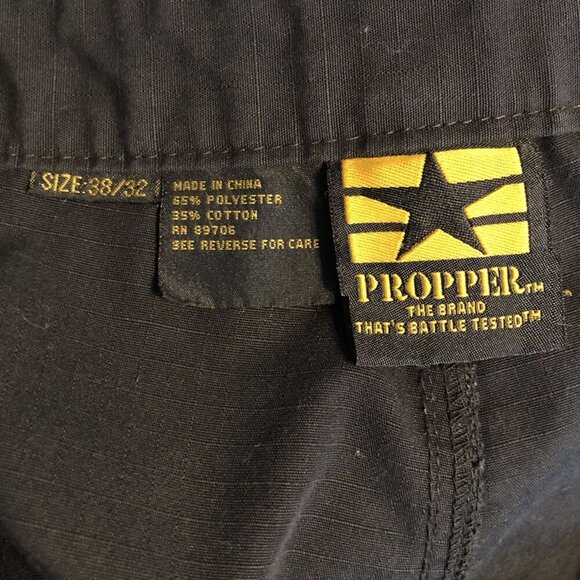 SIZE:38/32
MADE IN CHINA
65% POLYESTER
35% COTTON
RN 89706
SEE REVERSE FOR CARE
PROPPER™
THE BRAND
THAT'S BATTLE TESTED™